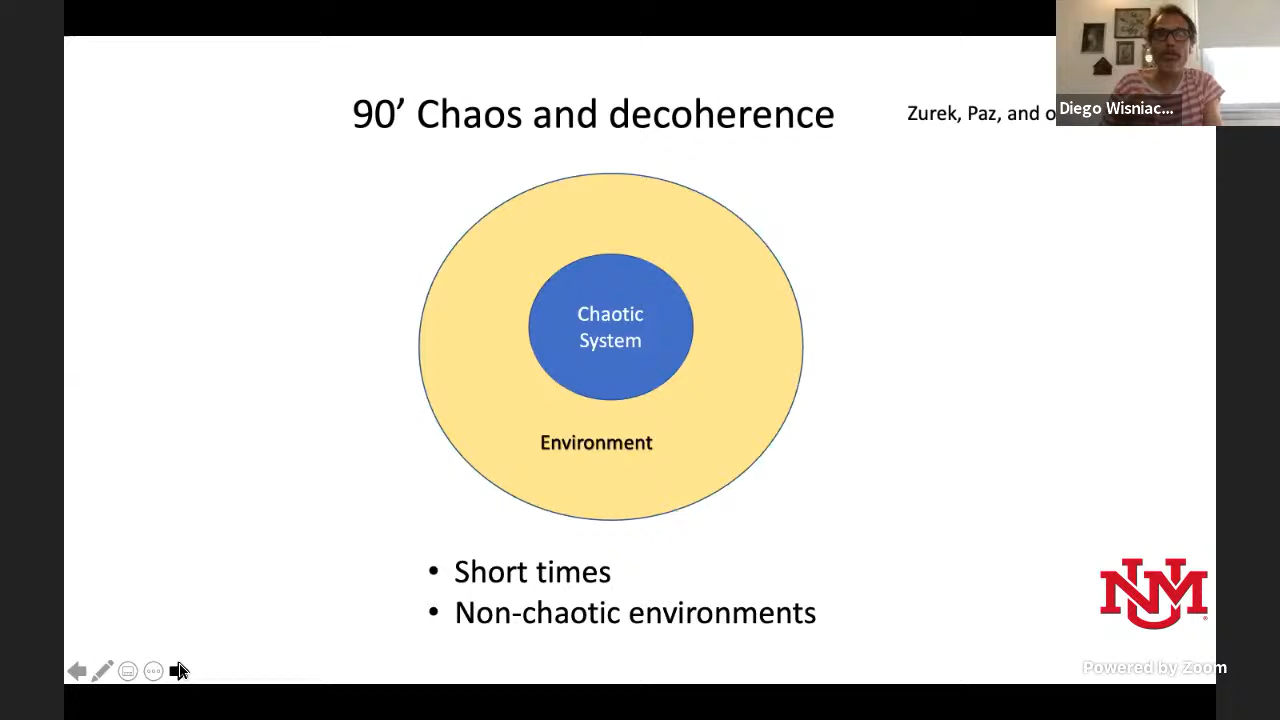 90’ Chaos and decoherence
Zurek, Paz, and
Diego Wisniac...
Chaotic
System
Environment
• Short times
• Non-chaotic environments
UNM
Powered by Zoom